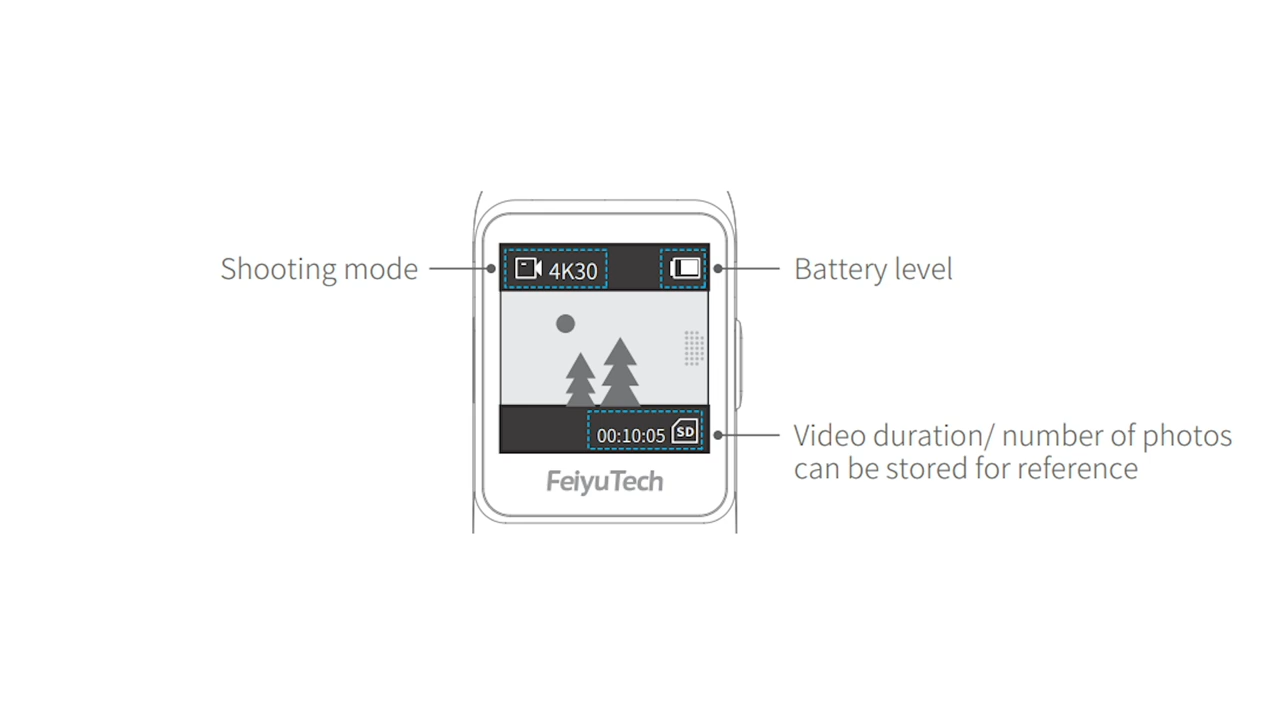 Shooting mode
4K30
Battery level
00:10:05 SD
Video duration/ number of photos
can be stored for reference
FeiyuTech